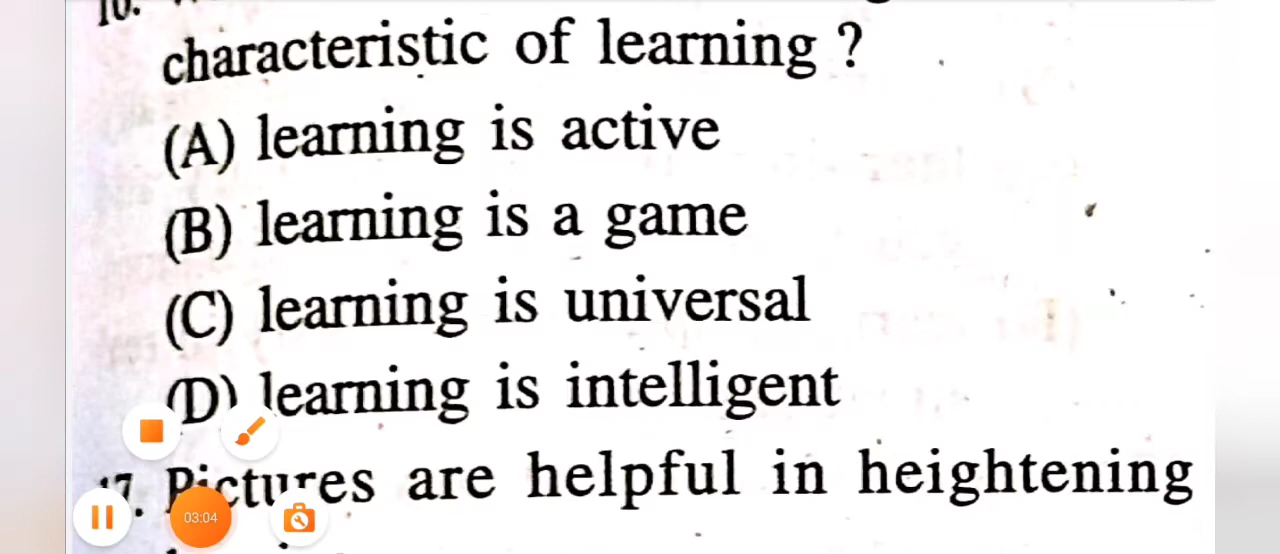 characteristic of learning ?
(A) learning is active
(B) learning is a game
(C) learning is universal
(D) learning is intelligent
17. Pictures are helpful in heightening
03:04